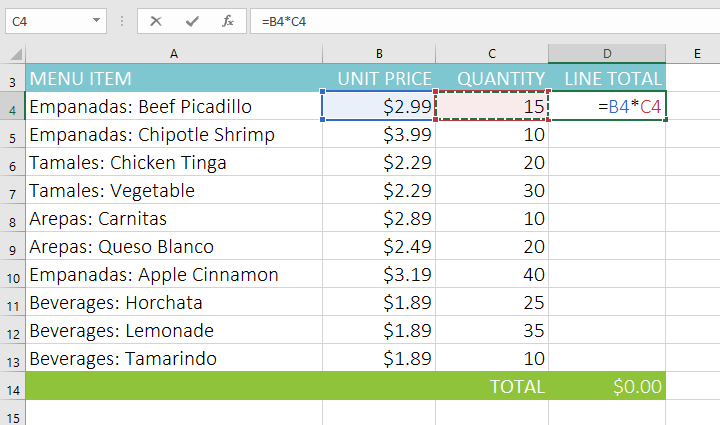 C4 fx =B4*C4
A B C D E
3 MENU ITEM UNIT PRICE QUANTITY LINE TOTAL
4 Empanadas: Beef Picadillo $2.99 15 =B4*C4
5 Empanadas: Chipotle Shrimp $3.99 10
6 Tamales: Chicken Tinga $2.29 20
7 Tamales: Vegetable $2.29 30
8 Arepas: Carnitas $2.89 10
9 Arepas: Queso Blanco $2.49 20
10 Empanadas: Apple Cinnamon $3.19 40
11 Beverages: Horchata $1.89 25
12 Beverages: Lemonade $1.89 35
13 Beverages: Tamarindo $1.89 10
14 TOTAL $0.00
15